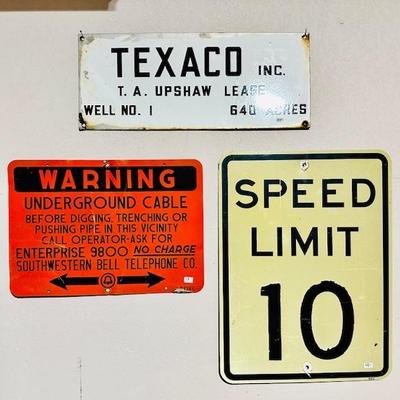 TEXACO INC.
T. A. UPSHAW LEASE
WELL NO. 1 640 ACRES
WARNING
UNDERGROUND CABLE
BEFORE DIGGING, TRENCHING OR
PUSHING PIPE IN THIS VICINITY
CALL OPERATOR-ASK FOR
ENTERPRISE 9800 NO CHARGE
SOUTHWESTERN BELL TELEPHONE CO.
SPEED
LIMIT
10